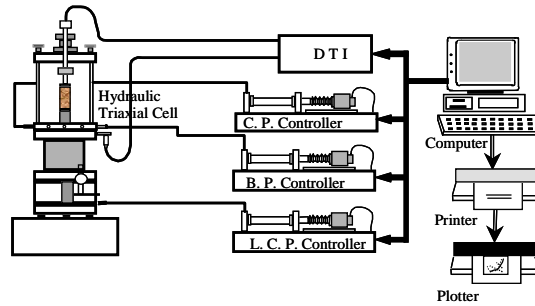 D T I
Hydraulic
Triaxial Cell
C. P. Controller
B. P. Controller
L. C. P. Controller
Computer
Printer
Plotter